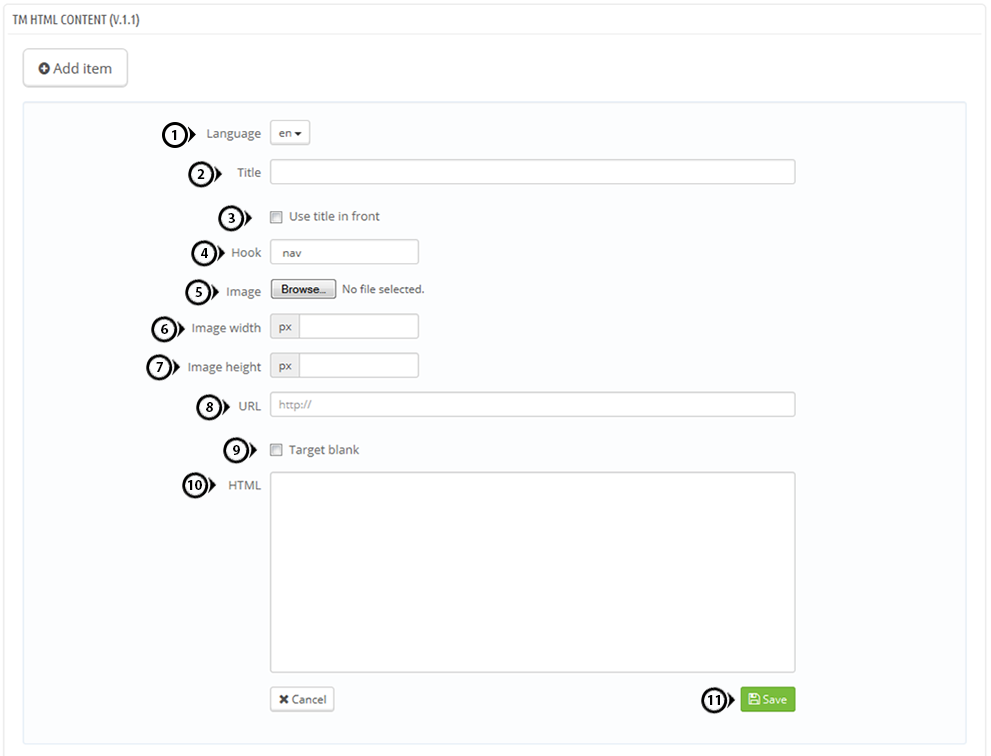 TM HTML CONTENT (V.1.1)
Add item
1 Language en
2 Title
3 Use title in front
4 Hook nav
5 Image Browse... No file selected.
6 Image width px
7 Image height px
8 URL http://
9 Target blank
10 HTML
Cancel 11 Save